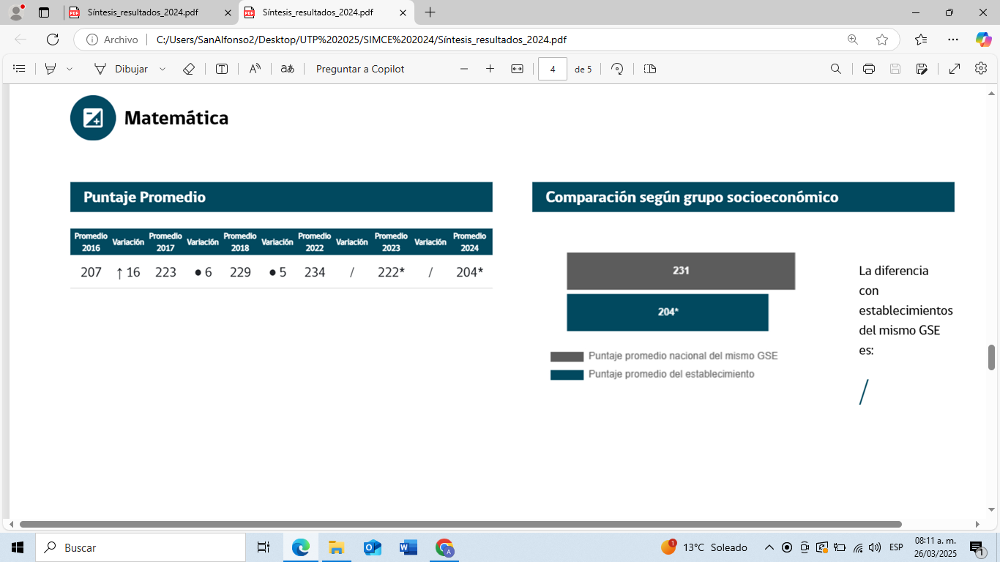 Síntesis_resultados_2024.pdf
Síntesis_resultados_2024.pdf
Archivo
C:/Users/SanAlfonso2/Desktop/UTP%202025/SIMCE%202024/Síntesis_resultados_2024.pdf
Dibujar
aあ
Preguntar a Copilot
4 de 5
Matemática
Puntaje Promedio
Promedio 2016 Variación Promedio 2017 Variación Promedio 2018 Variación Promedio 2022 Variación Promedio 2023 Variación Promedio 2024
207 ↑ 16 223 ● 6 229 ● 5 234 / 222* / 204*
Comparación según grupo socioeconómico
231
204*
Puntaje promedio nacional del mismo GSE
Puntaje promedio del establecimiento
La diferencia
con
establecimientos
del mismo GSE
es:
/
Buscar
1
13°C Soleado
ESP
08:11 a. m.
26/03/2025
1